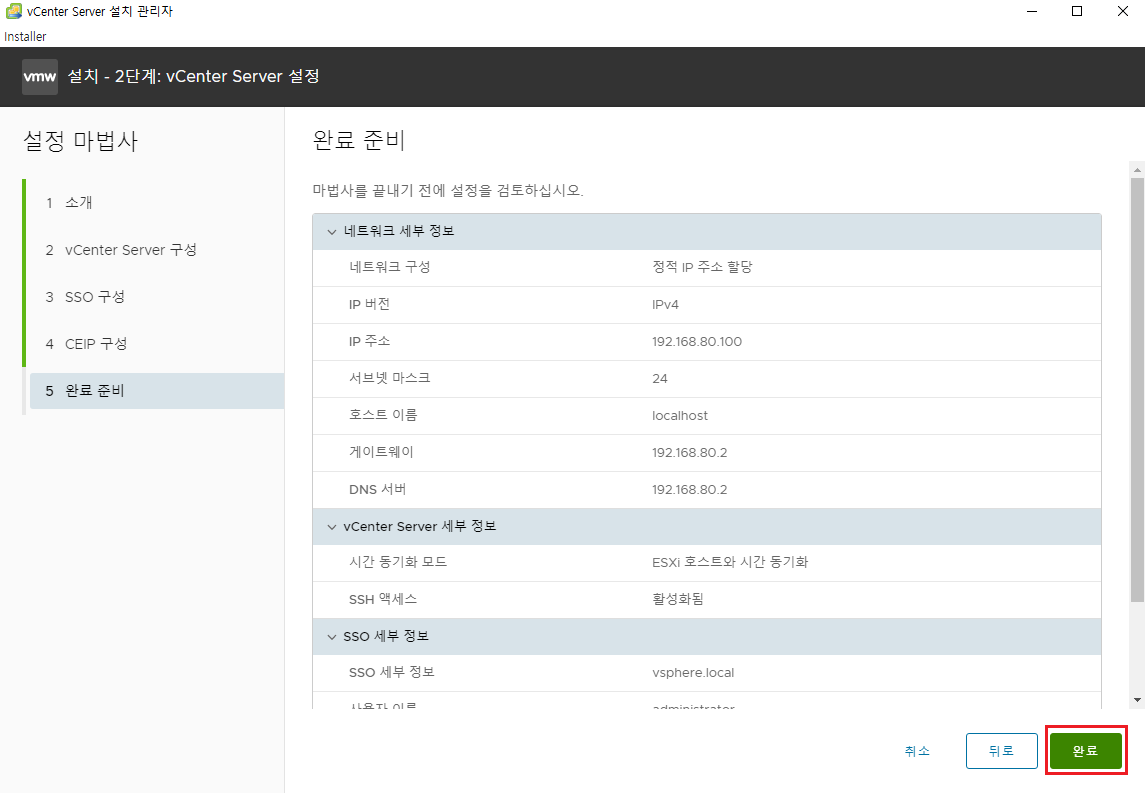 vCenter Server 설치 관리자
Installer
vmw 설치 - 2단계: vCenter Server 설정
설정 마법사
1 소개
2 vCenter Server 구성
3 SSO 구성
4 CEIP 구성
5 완료 준비
완료 준비
마법사를 끝내기 전에 설정을 검토하십시오.
네트워크 세부 정보
네트워크 구성 정적 IP 주소 할당
IP 버전 IPv4
IP 주소 192.168.80.100
서브넷 마스크 24
호스트 이름 localhost
게이트웨이 192.168.80.2
DNS 서버 192.168.80.2
vCenter Server 세부 정보
시간 동기화 모드 ESXi 호스트와 시간 동기화
SSH 액세스 활성화됨
SSO 세부 정보
SSO 세부 정보 vsphere.local
사용자 이름 administrator
취소 뒤로 완료